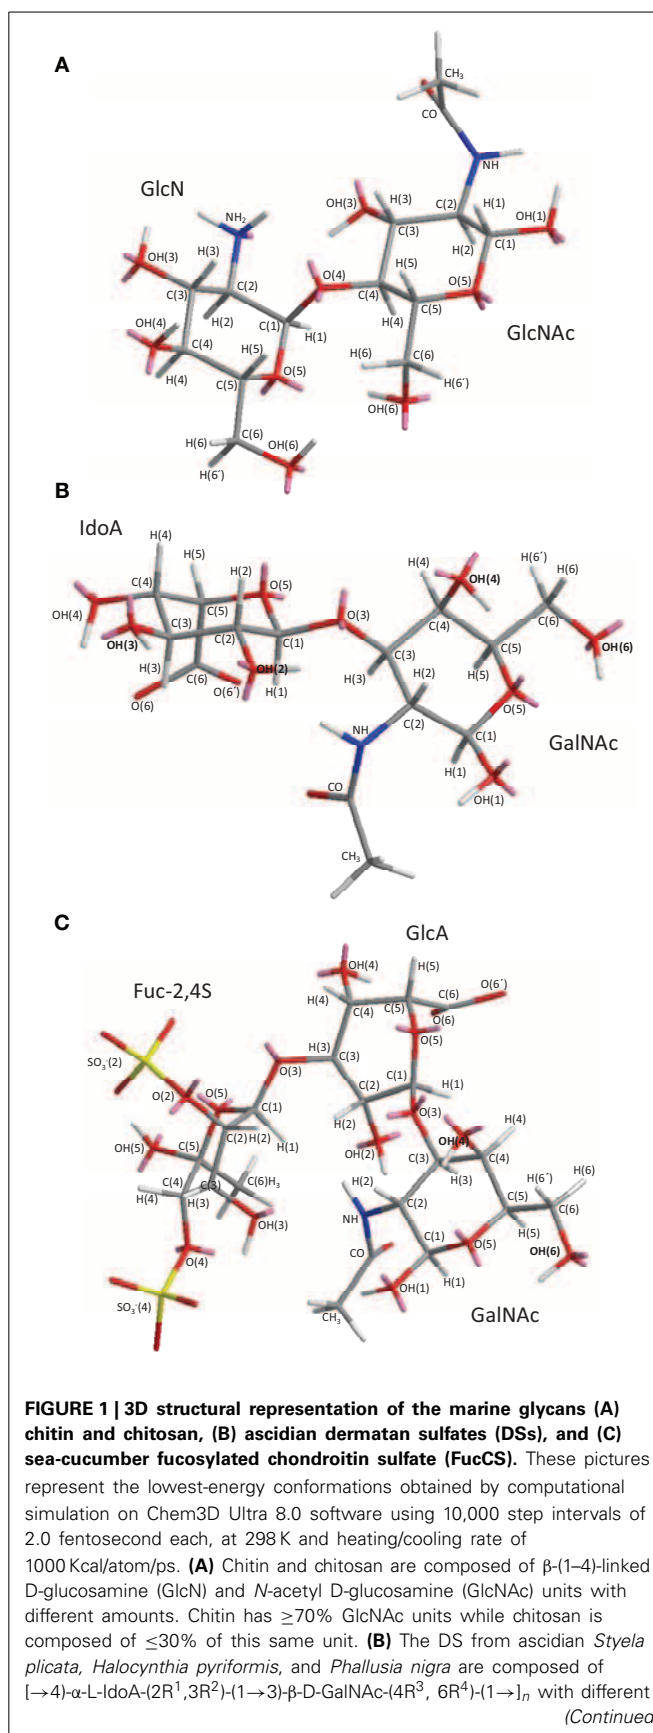 A
CH3
CO
NH
GlcN
NH2
OH(3)
H(3)
C(2)
H(1)
OH(1)
C(3)
H(2)
C(1)
OH(3)
H(3)
C(2)
O(4)
H(5)
O(5)
C(3)
C(4)
C(5)
GlcNAc
OH(4)
H(2)
C(1)
H(1)
H(4)
C(4)
H(5)
H(6)
C(6)
H(4)
C(5)
O(5)
H(6´)
OH(6)
C(6)
H(6)
OH(6)
H(6´)
B
IdoA
H(4)
H(5)
H(2)
O(5)
H(4)
OH(4)
H(6´)
H(6)
C(4)
C(5)
O(3)
C(4)
C(6)
OH(4)
C(3)
C(2)
C(1)
OH(3)
C(3)
C(5)
OH(6)
H(3)
C(6)
OH(2)
H(3)
H(2)
H(5)
O(6)
O(6´)
H(1)
O(5)
NH
C(2)
C(1)
GalNAc
H(1)
CO
OH(1)
CH3
C
GlcA
OH(4)
H(5)
Fuc-2,4S
C(6)
O(6´)
H(4)
C(4)
C(5)
O(6)
O(5)
H(3)
C(3)
SO3-(2)
O(3)
O(2)
O(5)
C(1)
C(1)
C(2)
H(1)
O(3)
H(2)
H(4)
OH(5)
C(2)
H(2)
OH(2)
OH(4)
C(5)
H(1)
C(3)
C(4)
C(4)
C(3)
C(6)H3
H(2)
H(3)
H(6´)
H(6)
H(4)
H(3)
C(2)
C(5)
C(6)
NH
OH(3)
C(1)
H(5)
O(4)
CO
O(5)
OH(6)
H(1)
OH(1)
SO3-(4)
CH3
GalNAc
FIGURE 1 | 3D structural representation of the marine glycans (A)
chitin and chitosan, (B) ascidian dermatan sulfates (DSs), and (C)
sea-cucumber fucosylated chondroitin sulfate (FucCS). These pictures
represent the lowest-energy conformations obtained by computational
simulation on Chem3D Ultra 8.0 software using 10,000 step intervals of
2.0 fentosecond each, at 298 K and heating/cooling rate of
1000 Kcal/atom/ps. (A) Chitin and chitosan are composed of β-(1–4)-linked
D-glucosamine (GlcN) and N-acetyl D-glucosamine (GlcNAc) units with
different amounts. Chitin has ≥70% GlcNAc units while chitosan is
composed of ≤30% of this same unit. (B) The DS from ascidian Styela
plicata, Halocynthia pyriformis, and Phallusia nigra are composed of
[→4)-α-L-IdoA-(2R1,3R2)-(1→3)-β-D-GalNAc-(4R3, 6R4)-(1→]n with different
(Continued